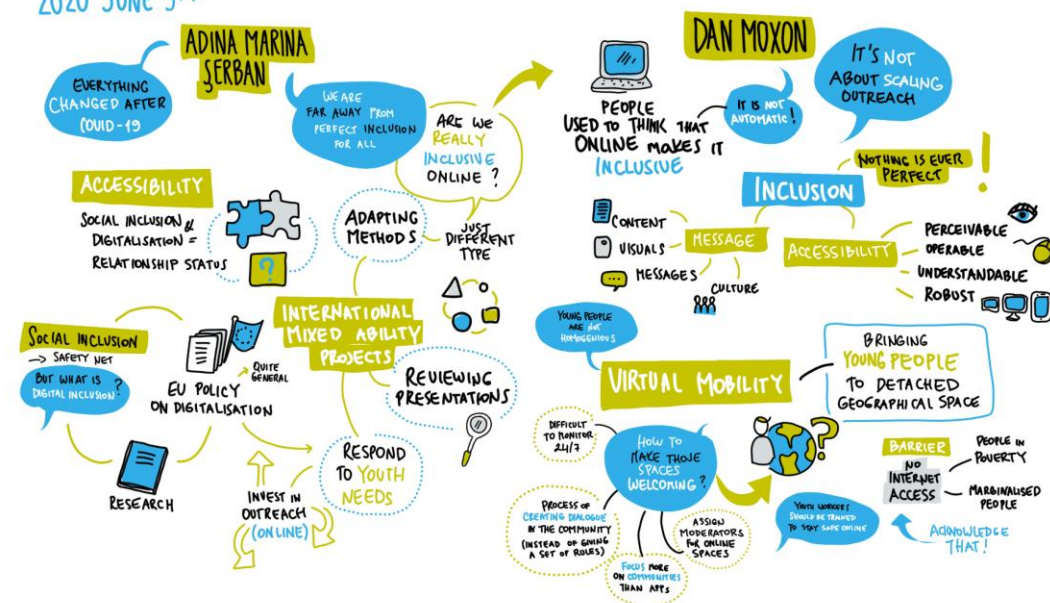 2020 JUNE
ADINA MARINA
ŞERBAN
EVERYTHING
CHANGED AFTER
COVID-19
WE ARE
FAR AWAY FROM
PERFECT INCLUSION
FOR ALL
ARE WE
REALLY
INCLUSIVE
ONLINE?
JUST
DIFFERENT
TYPE
ADAPTING
METHODS
ACCESSIBILITY
SOCIAL INCLUSION &
DIGITALISATION =
RELATIONSHIP STATUS
?
INTERNATIONAL
MIXED ABILITY
PROJECTS
SOCIAL INCLUSION
→ SAFETY NET
BUT WHAT IS
DIGITAL INCLUSION?
EU POLICY
ON DIGITALISATION
QUITE
GENERAL
RESEARCH
INVEST IN
OUTREACH
(ONLINE)
RESPOND
TO YOUTH
NEEDS
REVIEWING
PRESENTATIONS
DAN MOXON
PEOPLE
USED TO THINK THAT
ONLINE MAKES IT
INCLUSIVE
IT IS NOT
AUTOMATIC!
IT'S NOT
ABOUT SCALING
OUTREACH
NOTHING IS EVER
PERFECT
!
INCLUSION
MESSAGE
CONTENT
VISUALS
MESSAGES
CULTURE
ACCESSIBILITY
PERCEIVABLE
OPERABLE
UNDERSTANDABLE
ROBUST
YOUNG PEOPLE
ARE NOT
HOMOGENIOUS
VIRTUAL MOBILITY
BRINGING
YOUNG PEOPLE
TO DETACHED
GEOGRAPHICAL SPACE
?
DIFFICULT
TO MONITOR
24/7
HOW TO
MAKE THOSE
SPACES
WELCOMING?
PROCESS OF
CREATING DIALOGUE
IN THE COMMUNITY
(INSTEAD OF GIVING
A SET OF RULES)
FOCUS MORE
ON COMMUNITIES
THAN APPS
ASSIGN
MODERATORS
FOR ONLINE
SPACES
YOUTH WORKERS
SHOULD BE TRAINED
TO STAY SAFE ONLINE
BARRIER
NO
INTERNET
ACCESS
PEOPLE IN
POVERTY
MARGINALISED
PEOPLE
ACKNOWLEDGE
THAT!